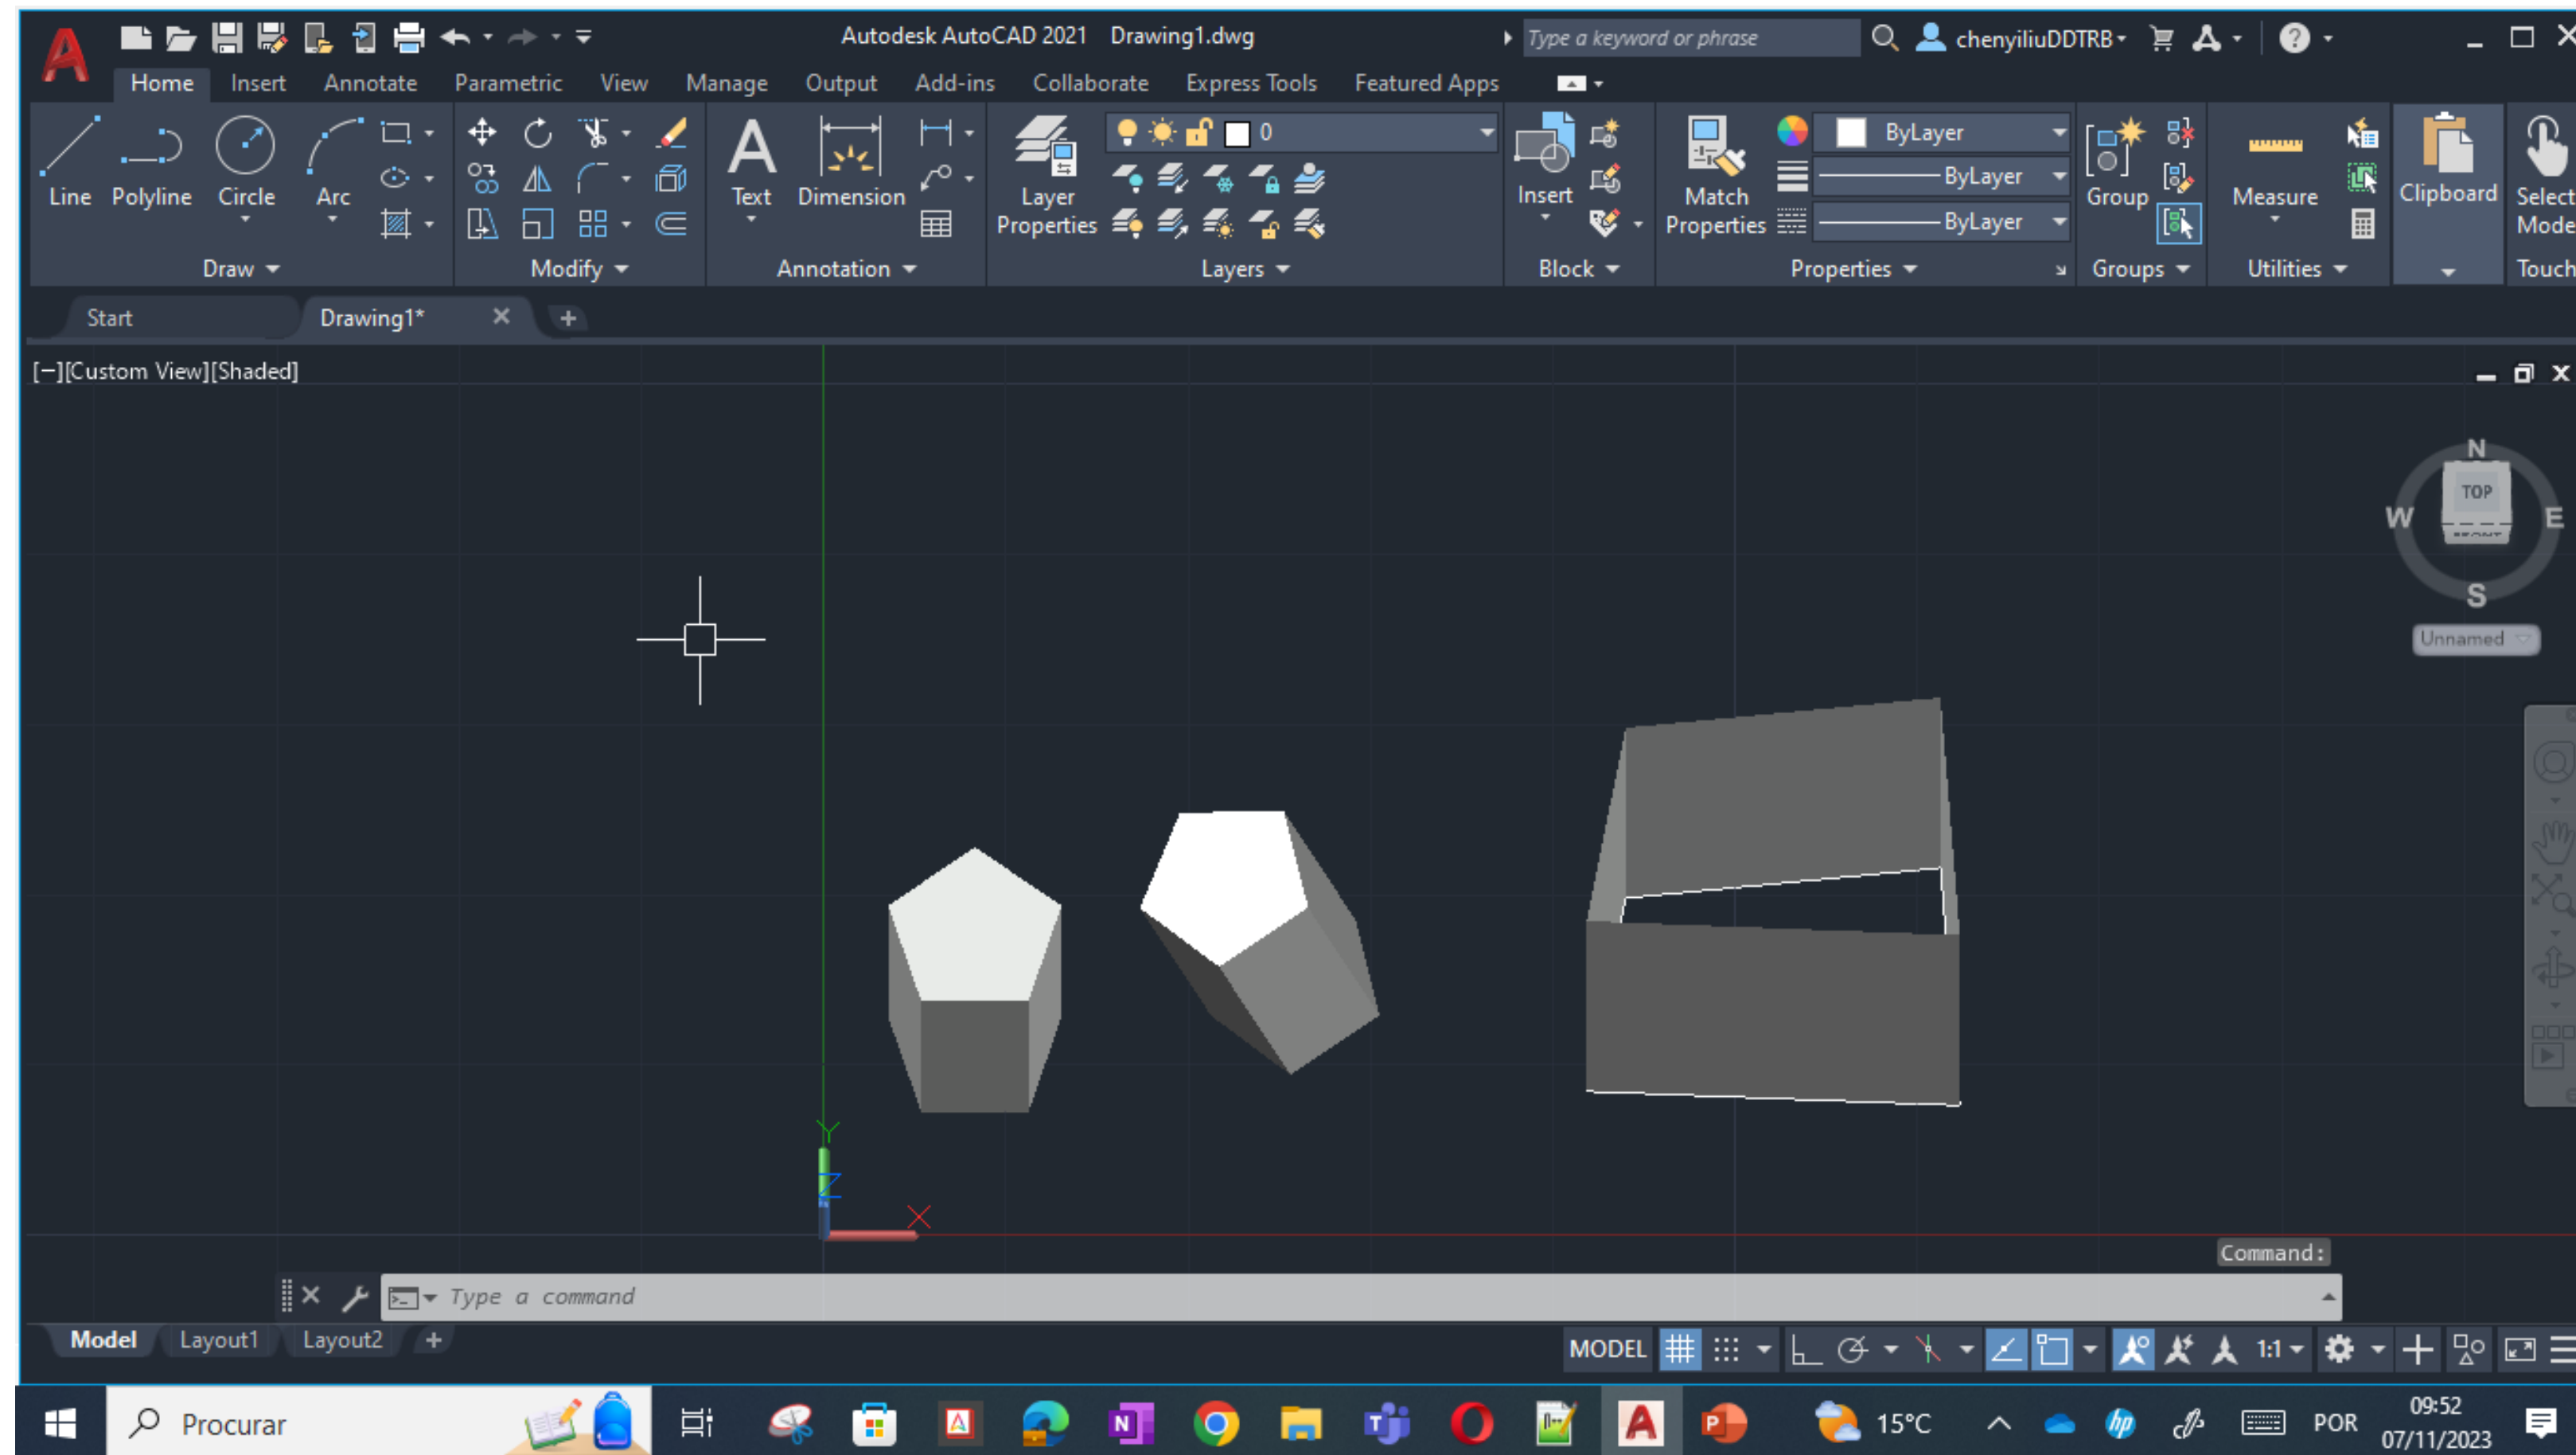 Autodesk AutoCAD 2021 Drawing1.dwg
Type a keyword or phrase
chenyiliuDDTRB
Home Insert Annotate Parametric View Manage Output Add-ins Collaborate Express Tools Featured Apps
0
ByLayer
ByLayer
ByLayer
Line Polyline Circle Arc
Text Dimension
Layer Properties
Insert
Match Properties
Group
Measure
Clipboard
Select
Mode
Draw Modify Annotation Layers Block Properties Groups Utilities Touch
Start Drawing1* +
[−][Custom View][Shaded]
N
W TOP E
FRONT
S
Unnamed
Y
Z
X
Command:
Type a command
Model Layout1 Layout2 +
MODEL 1:1
Procurar
15°C
POR
09:52
07/11/2023